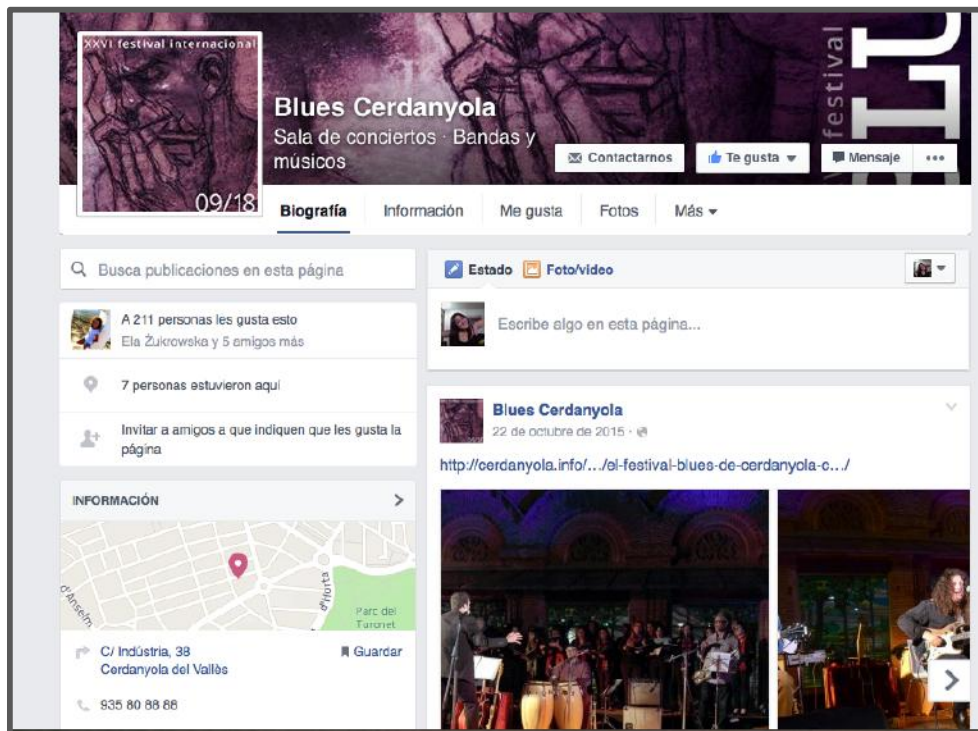 XXVI festival internacional
09/18
festival
Blues Cerdanyola
Sala de conciertos · Bandas y
músicos
Contactarnos
Te gusta
Mensaje
Biografía
Información
Me gusta
Fotos
Más
Busca publicaciones en esta página
A 211 personas les gusta esto
Ela Żukrowska y 5 amigos más
7 personas estuvieron aquí
Invitar a amigos a que indiquen que les gusta la
página
INFORMACIÓN
d'Anselm
d'Horta
Parc del
Turonet
C/ Indústria, 38
Cerdanyola del Vallès
Guardar
935 80 88 88
Estado
Foto/video
Escribe algo en esta página...
Blues Cerdanyola
22 de octubre de 2015 ·
http://cerdanyola.info/.../el-festival-blues-de-cerdanyola-c.../